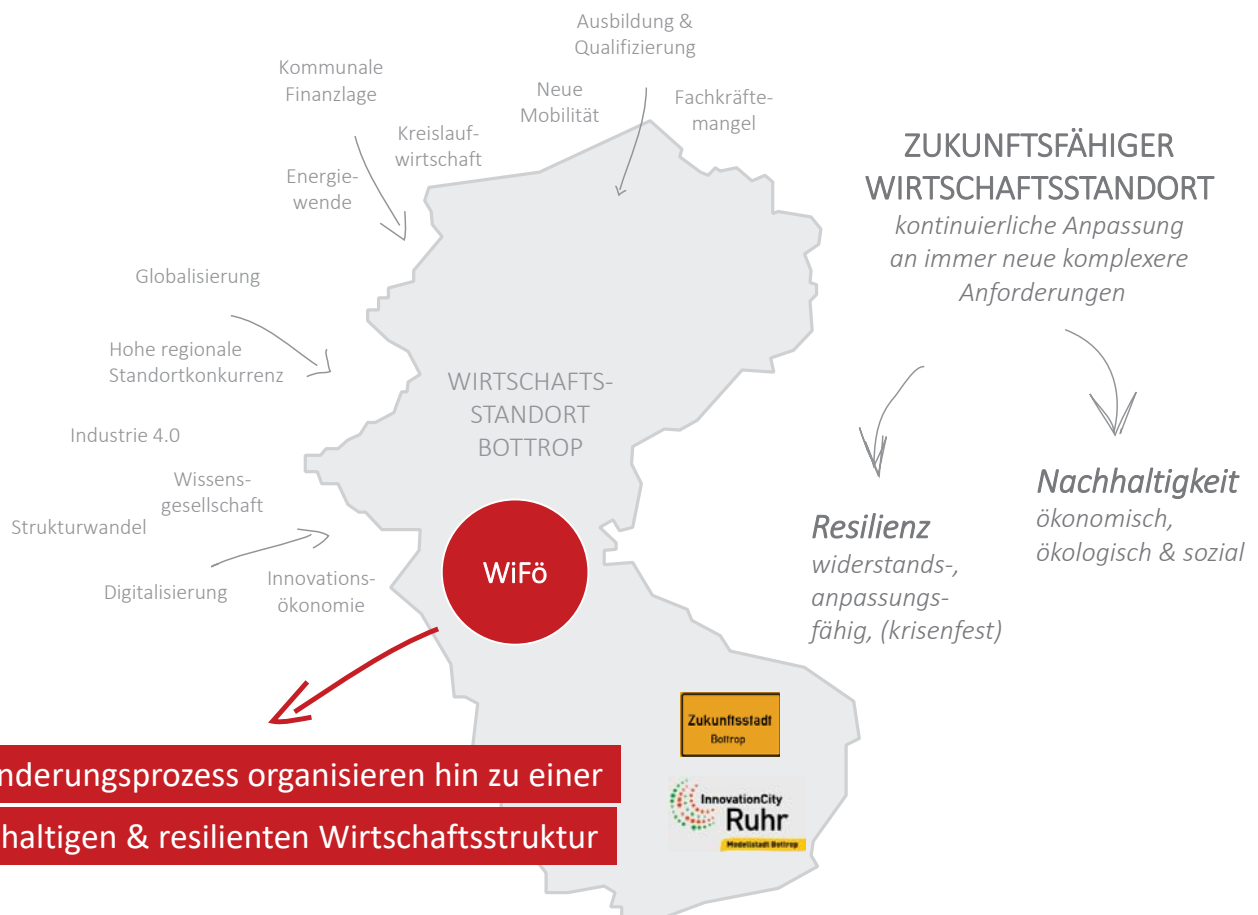 Ausbildung &
Qualifizierung
Kommunale
Finanzlage
Neue
Mobilität
Fachkräfte-
mangel
Kreislauf-
wirtschaft
Energie-
wende
ZUKUNFTSFÄHIGER
WIRTSCHAFTSSTANDORT
kontinuierliche Anpassung
an immer neue komplexere
Anforderungen
Globalisierung
Hohe regionale
Standortkonkurrenz
WIRTSCHAFTS-
STANDORT
BOTTROP
Industrie 4.0
Wissens-
gesellschaft
Strukturwandel
Digitalisierung
Innovations-
ökonomie
WiFö
Resilienz
widerstands-,
anpassungs-
fähig, (krisenfest)
Nachhaltigkeit
ökonomisch,
ökologisch & sozial
Zukunftsstadt
Bottrop
InnovationCity
Ruhr
Modellstadt Bottrop
nderungsprozess organisieren hin zu einer
haltigen & resilienten Wirtschaftsstruktur